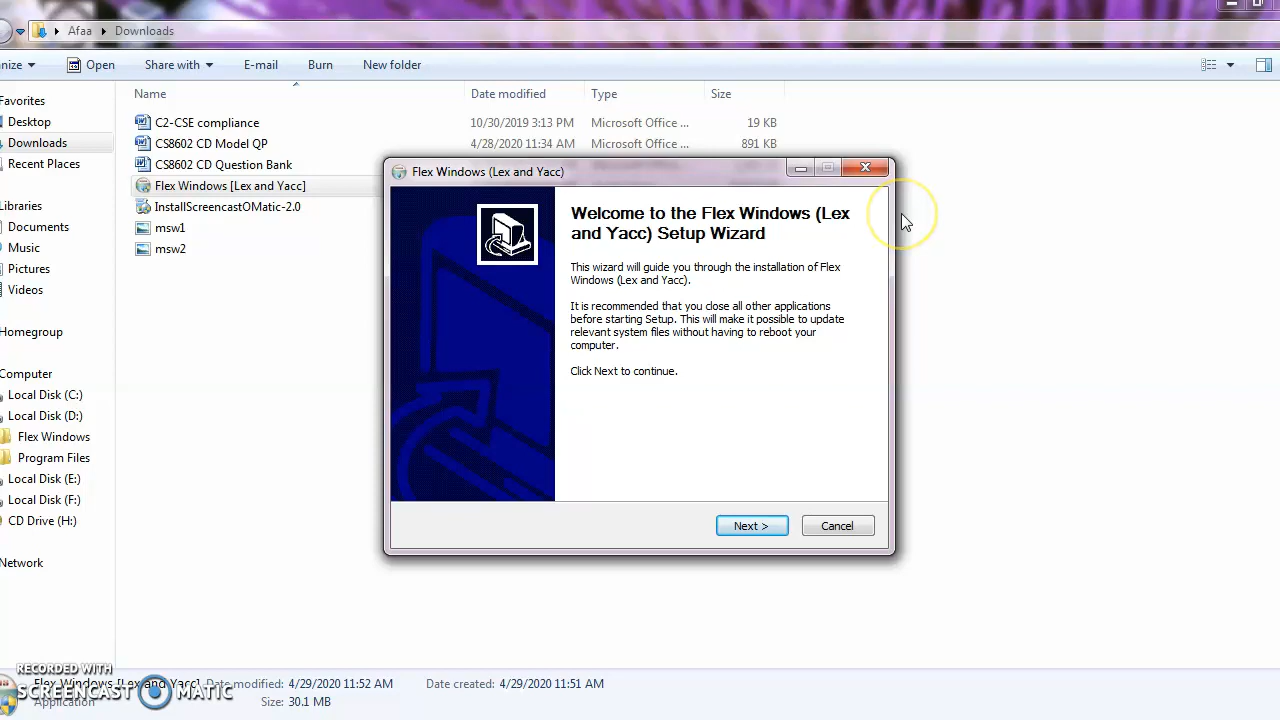 Afaa ▸ Downloads
nize ▾ Open Share with ▾ E-mail Burn New folder
Name Date modified Type Size
avorites
Desktop
Downloads
Recent Places
ibraries
Documents
Music
Pictures
Videos
Homegroup
Computer
Local Disk (C:)
Local Disk (D:)
Flex Windows
Program Files
Local Disk (E:)
Local Disk (F:)
CD Drive (H:)
Network
C2-CSE compliance 10/30/2019 3:13 PM Microsoft Office ... 19 KB
CS8602 CD Model QP 4/28/2020 11:34 AM Microsoft Office ... 891 KB
CS8602 CD Question Bank
Flex Windows [Lex and Yacc]
InstallScreencastOMatic-2.0
msw1
msw2
Flex Windows (Lex and Yacc)
Welcome to the Flex Windows (Lex
and Yacc) Setup Wizard
This wizard will guide you through the installation of Flex
Windows (Lex and Yacc).
It is recommended that you close all other applications
before starting Setup. This will make it possible to update
relevant system files without having to reboot your
computer.
Click Next to continue.
Next > Cancel
RECORDED WITH
SCREENCAST MATIC
Flex Windows [Lex and Yacc] Date modified: 4/29/2020 11:52 AM Date created: 4/29/2020 11:51 AM
Application Size: 30.1 MB